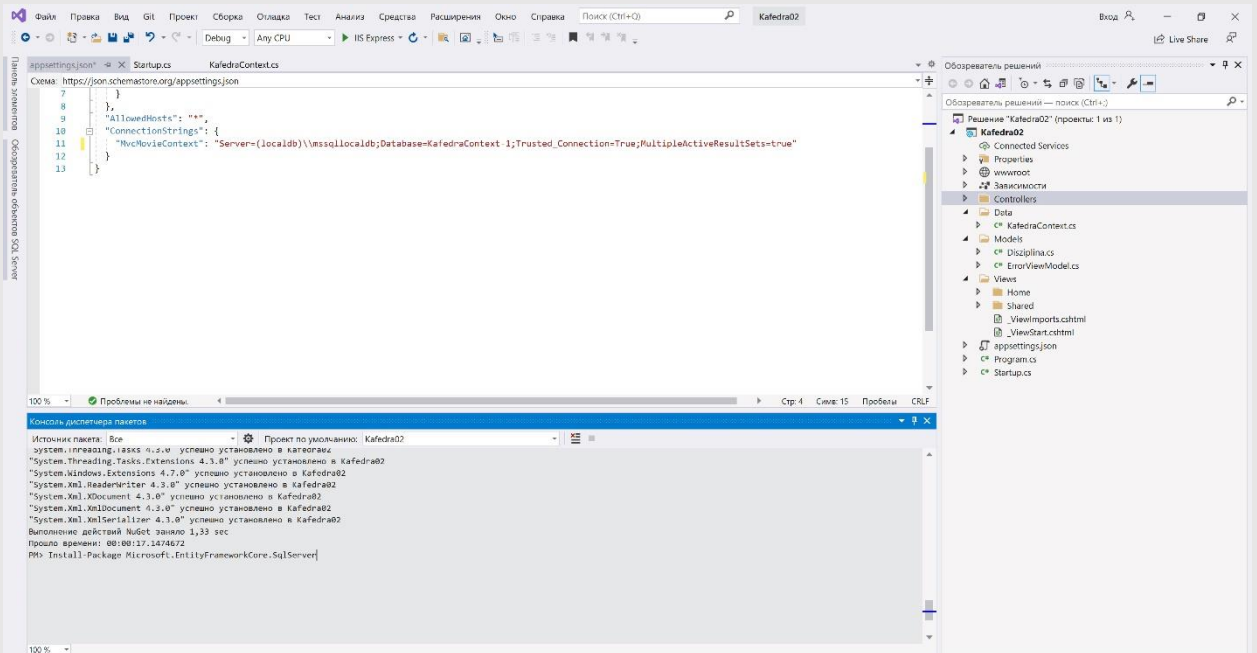 Файл Правка Вид Git Проект Сборка Отладка Тест Анализ Средства Расширения Окно Справка Поиск (Ctrl+Q) Kafedra02 Вход
Debug Any CPU IIS Express Live Share
appsettings.json* Startup.cs KafedraContext.cs
Схема: https://json.schemastore.org/appsettings.json
7 }
8 },
9 "AllowedHosts": "*",
10 "ConnectionStrings": {
11 "MvcMovieContext": "Server=(localdb)\\mssqllocaldb;Database=KafedraContext-1;Trusted_Connection=True;MultipleActiveResultSets=true"
12 }
13 }
100 % Проблемы не найдены. Стр: 4 Симв: 15 Пробелы CRLF
Панель элементов
Обозреватель объектов SQL Server
Консоль диспетчера пакетов
Источник пакета: Все Проект по умолчанию: Kafedra02
"System.Threading.Tasks 4.3.0" успешно установлено в Kafedra02
"System.Threading.Tasks.Extensions 4.3.0" успешно установлено в Kafedra02
"System.Windows.Extensions 4.7.0" успешно установлено в Kafedra02
"System.Xml.ReaderWriter 4.3.0" успешно установлено в Kafedra02
"System.Xml.XDocument 4.3.0" успешно установлено в Kafedra02
"System.Xml.XmlDocument 4.3.0" успешно установлено в Kafedra02
"System.Xml.XmlSerializer 4.3.0" успешно установлено в Kafedra02
Выполнение действий NuGet заняло 1,33 sec
Прошло времени: 00:00:17.1474672
PM> Install-Package Microsoft.EntityFrameworkCore.SqlServer
100 %
Обозреватель решений
Обозреватель решений — поиск (Ctrl+;)
Решение "Kafedra02" (проекты: 1 из 1)
Kafedra02
Connected Services
Properties
wwwroot
Зависимости
Controllers
Data
C# KafedraContext.cs
Models
C# Disziplina.cs
C# ErrorViewModel.cs
Views
Home
Shared
_ViewImports.cshtml
_ViewStart.cshtml
appsettings.json
C# Program.cs
C# Startup.cs